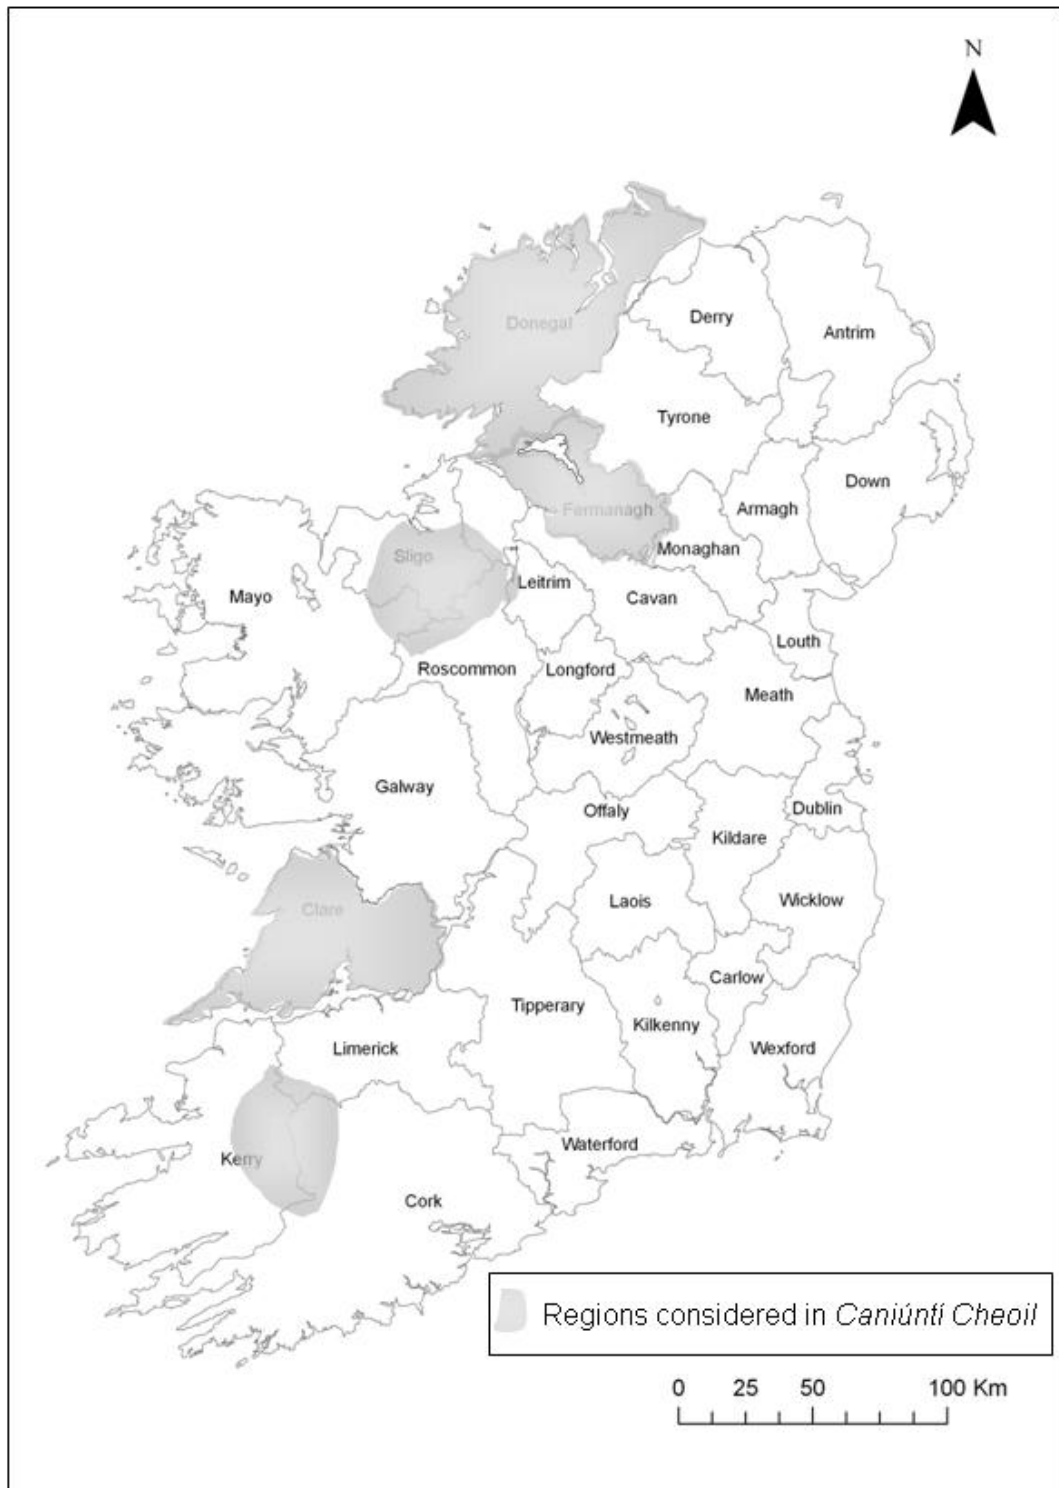 N
Donegal
Derry
Antrim
Tyrone
Down
Fermanagh
Armagh
Monaghan
Sligo
Leitrim
Mayo
Cavan
Louth
Roscommon
Longford
Meath
Westmeath
Galway
Offaly
Dublin
Kildare
Laois
Wicklow
Clare
Carlow
Tipperary
Kilkenny
Limerick
Wexford
Waterford
Kerry
Cork
Regions considered in Caniúntí Cheoil
0 25 50 100 Km